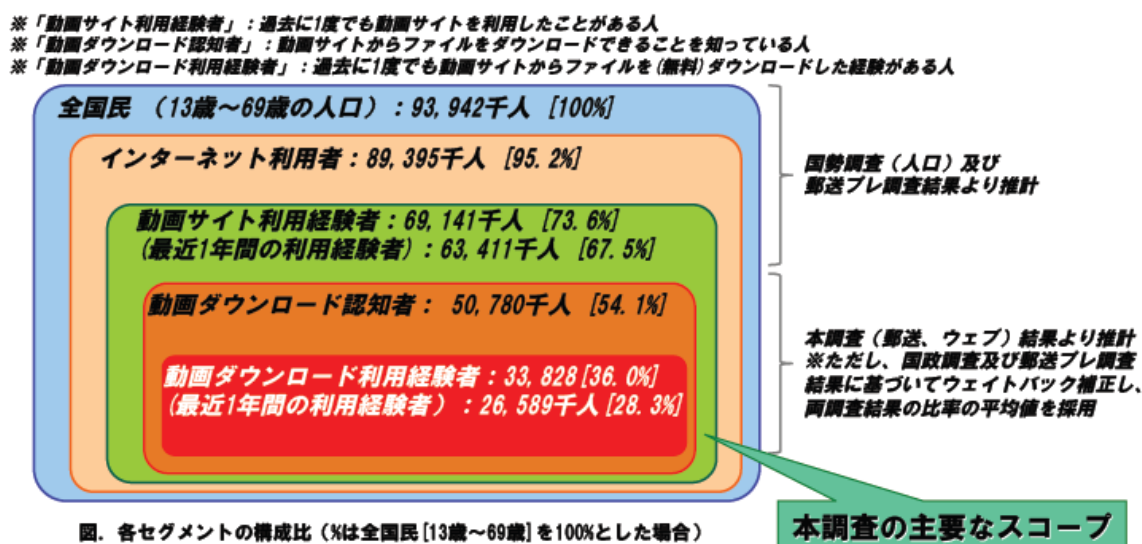 ※「動画サイト利用経験者」：過去に1度でも動画サイトを利用したことがある人
※「動画ダウンロード認知者」：動画サイトからファイルをダウンロードできることを知っている人
※「動画ダウンロード利用経験者」：過去に1度でも動画サイトからファイルを(無料)ダウンロードした経験がある人
全国民 （13歳～69歳の人口）：93,942千人 [100%]
インターネット利用者：89,395千人 [95.2%]
動画サイト利用経験者：69,141千人 [73.6%]
(最近1年間の利用経験者)：63,411千人 [67.5%]
動画ダウンロード認知者： 50,780千人 [54.1%]
動画ダウンロード利用経験者：33,828[36.0%]
(最近1年間の利用経験者）：26,589千人[28.3%]
国勢調査（人口）及び
郵送プレ調査結果より推計
本調査（郵送、ウェブ）結果より推計
※ただし、国政調査及び郵送プレ調査
結果に基づいてウェイトバック補正し、
両調査結果の比率の平均値を採用
本調査の主要なスコープ
図. 各セグメントの構成比（%は全国民[13歳～69歳]を100%とした場合）